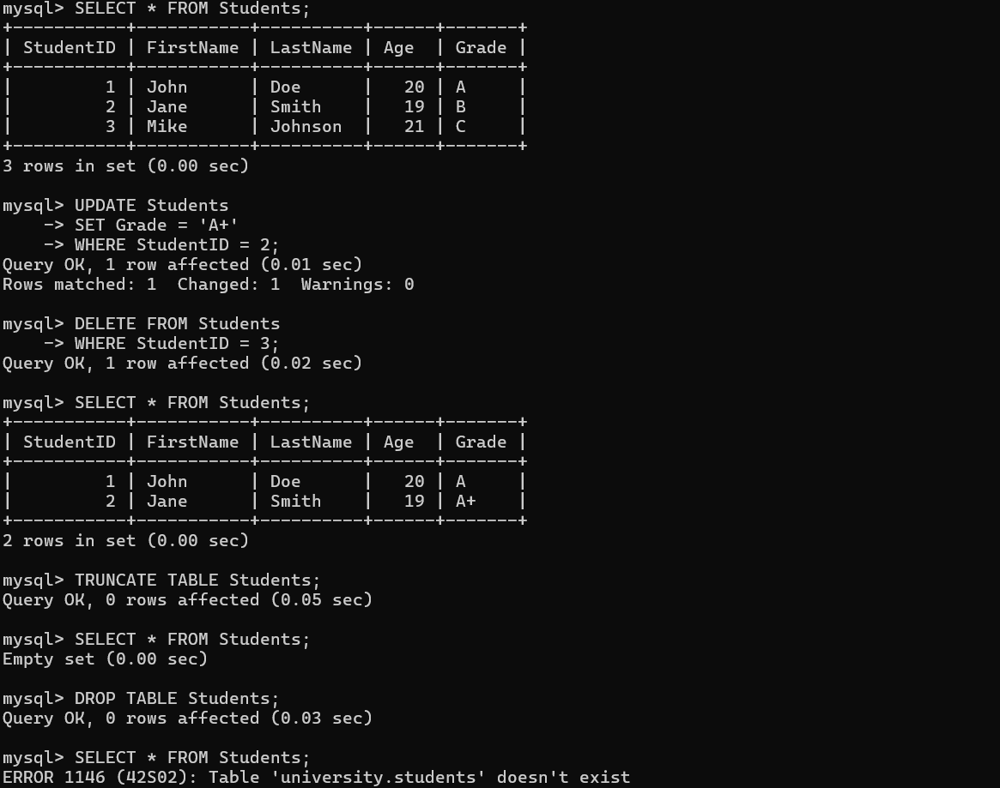 mysql> SELECT * FROM Students;
+-----------+-----------+----------+------+-------+
| StudentID | FirstName | LastName | Age  | Grade |
+-----------+-----------+----------+------+-------+
|         1 | John      | Doe      |   20 | A     |
|         2 | Jane      | Smith    |   19 | B     |
|         3 | Mike      | Johnson  |   21 | C     |
+-----------+-----------+----------+------+-------+
3 rows in set (0.00 sec)

mysql> UPDATE Students
    -> SET Grade = 'A+'
    -> WHERE StudentID = 2;
Query OK, 1 row affected (0.01 sec)
Rows matched: 1  Changed: 1  Warnings: 0

mysql> DELETE FROM Students
    -> WHERE StudentID = 3;
Query OK, 1 row affected (0.02 sec)

mysql> SELECT * FROM Students;
+-----------+-----------+----------+------+-------+
| StudentID | FirstName | LastName | Age  | Grade |
+-----------+-----------+----------+------+-------+
|         1 | John      | Doe      |   20 | A     |
|         2 | Jane      | Smith    |   19 | A+    |
+-----------+-----------+----------+------+-------+
2 rows in set (0.00 sec)

mysql> TRUNCATE TABLE Students;
Query OK, 0 rows affected (0.05 sec)

mysql> SELECT * FROM Students;
Empty set (0.00 sec)

mysql> DROP TABLE Students;
Query OK, 0 rows affected (0.03 sec)

mysql> SELECT * FROM Students;
ERROR 1146 (42S02): Table 'university.students' doesn't exist